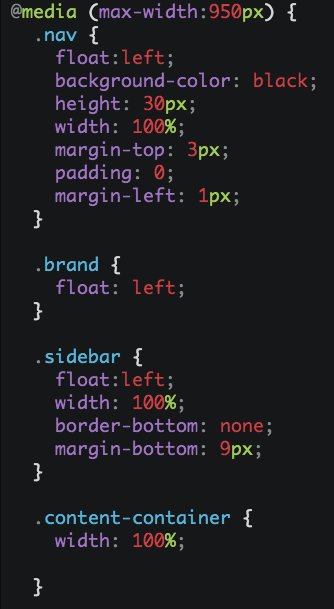 @media (max-width:950px) {
  .nav {
    float:left;
    background-color: black;
    height: 30px;
    width: 100%;
    margin-top: 3px;
    padding: 0;
    margin-left: 1px;
  }

  .brand {
    float: left;
  }

  .sidebar {
    float:left;
    width: 100%;
    border-bottom: none;
    margin-bottom: 9px;
  }

  .content-container {
    width: 100%;

  }